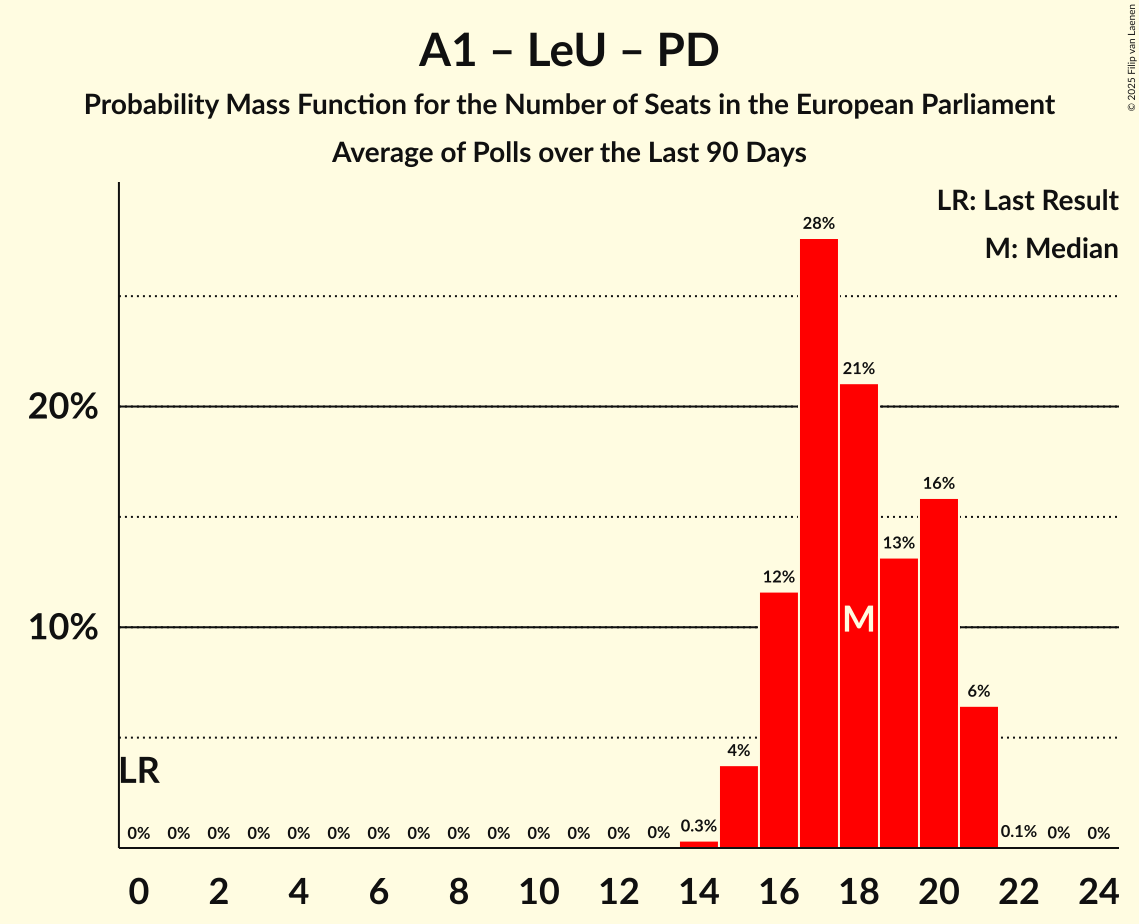 A1 – LeU – PD
Probability Mass Function for the Number of Seats in the European Parliament
Average of Polls over the Last 90 Days
© 2025 Filip van Laenen
LR: Last Result
M: Median
28%
21%
20%
16%
13%
12%
10%
M
6%
4%
LR
0% 0% 0% 0% 0% 0% 0% 0% 0% 0% 0% 0% 0% 0% 0.3% 0.1% 0% 0%
0 2 4 6 8 10 12 14 16 18 20 22 24